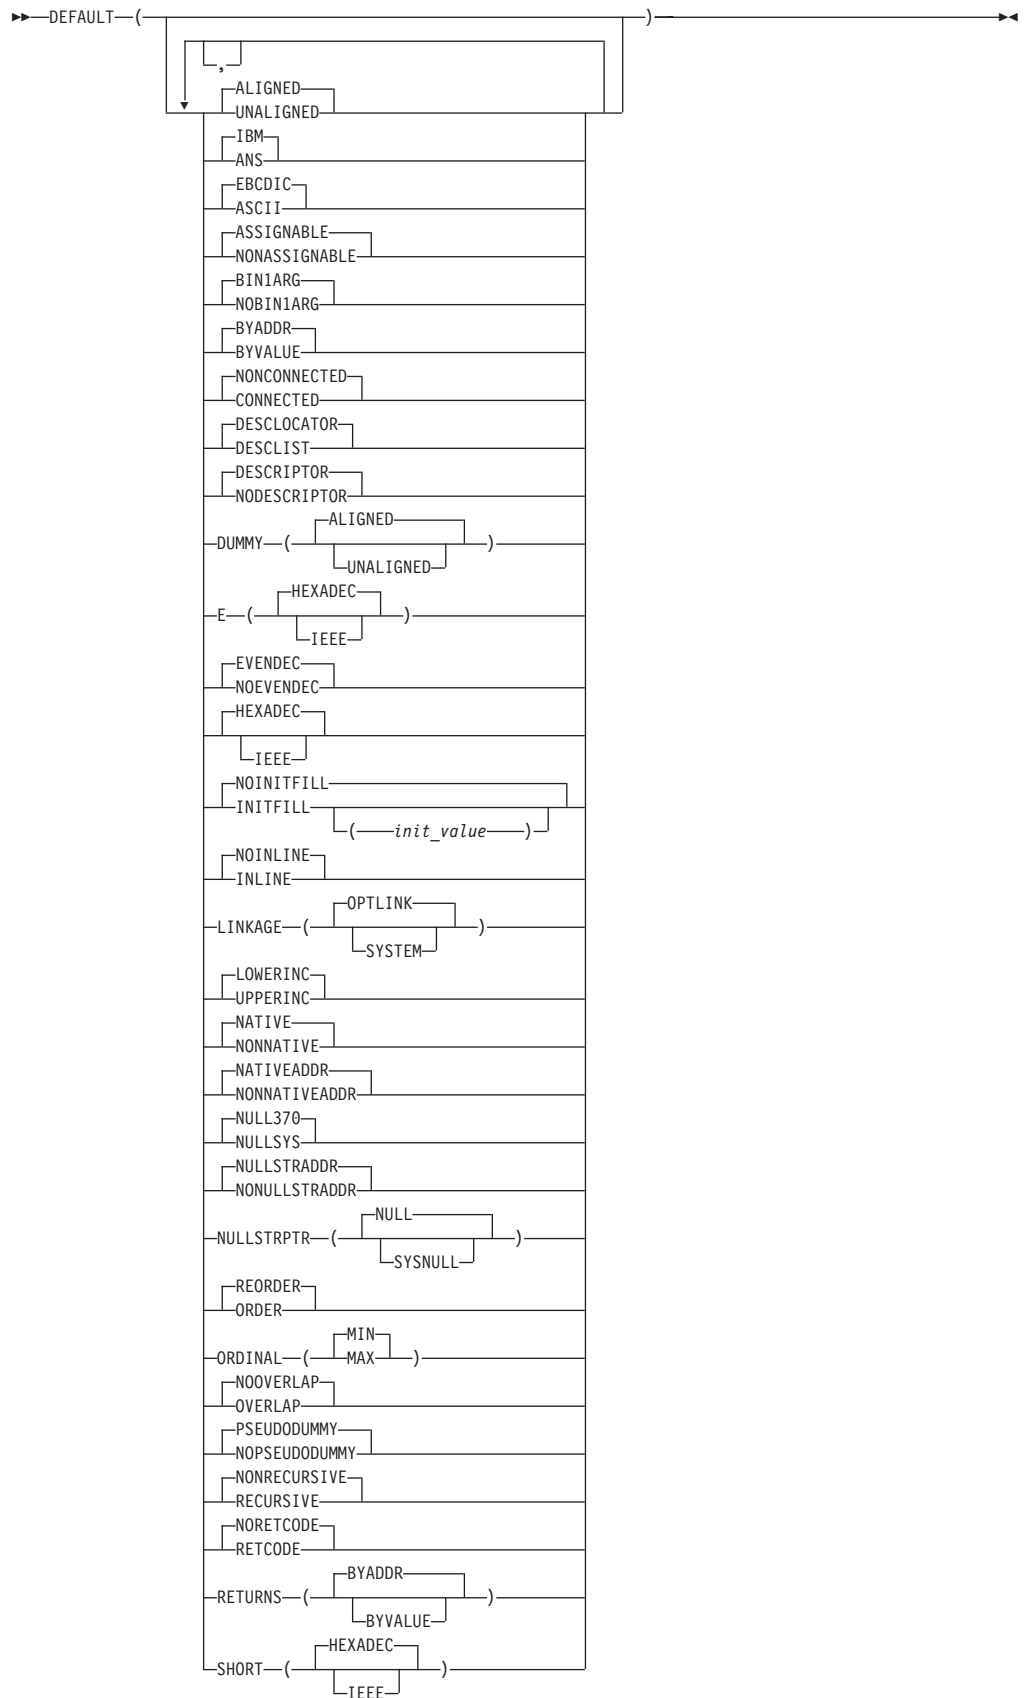 DEFAULT ( )
,
ALIGNED
UNALIGNED
IBM
ANS
EBCDIC
ASCII
ASSIGNABLE
NONASSIGNABLE
BIN1ARG
NOBIN1ARG
BYADDR
BYVALUE
NONCONNECTED
CONNECTED
DESCLOCATOR
DESCLIST
DESCRIPTOR
NODESCRIPTOR
ALIGNED
DUMMY ( )
UNALIGNED
HEXADEC
E ( )
IEEE
EVENDEC
NOEVENDEC
HEXADEC
IEEE
NOINITFILL
INITFILL
( init_value )
NOINLINE
INLINE
OPTLINK
LINKAGE ( )
SYSTEM
LOWERINC
UPPERINC
NATIVE
NONNATIVE
NATIVEADDR
NONNATIVEADDR
NULL370
NULLSYS
NULLSTRADDR
NONULLSTRADDR
NULL
NULLSTRPTR ( )
SYSNULL
REORDER
ORDER
MIN
ORDINAL ( MAX )
NOOVERLAP
OVERLAP
PSEUDODUMMY
NOPSEUDODUMMY
NONRECURSIVE
RECURSIVE
NORETCODE
RETCODE
BYADDR
RETURNS ( )
BYVALUE
HEXADEC
SHORT ( )
IEEE